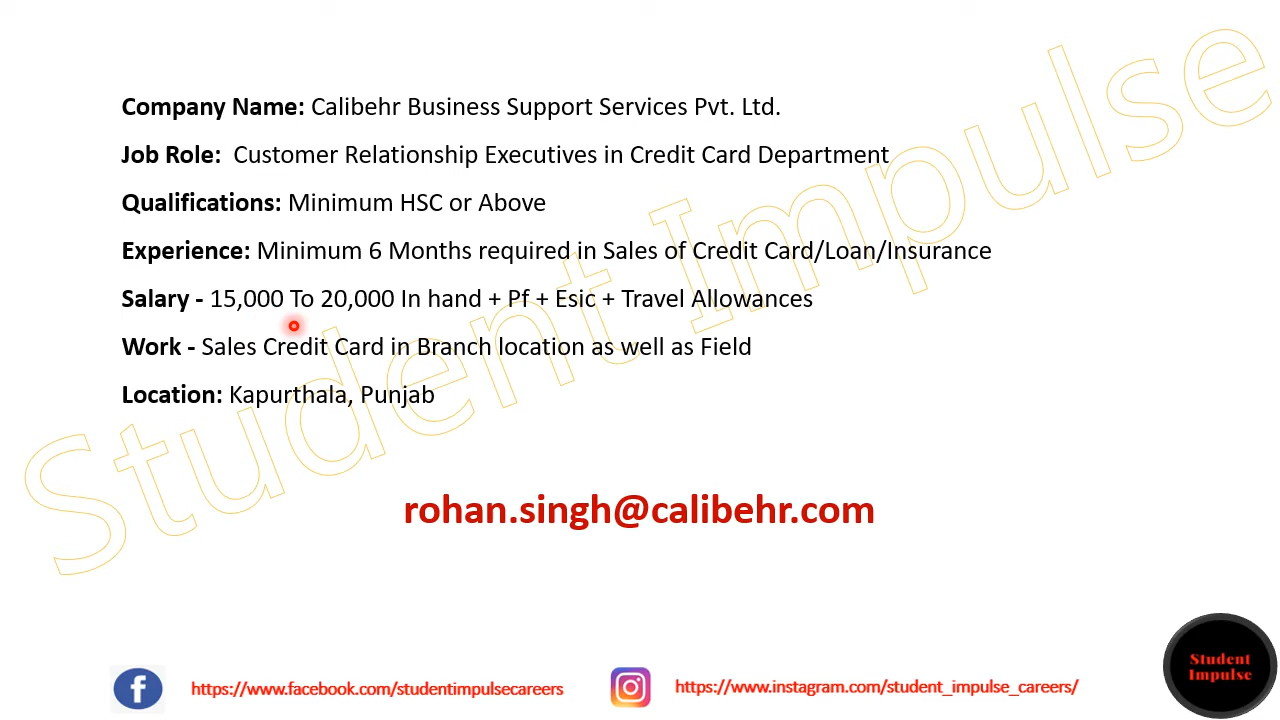 Company Name: Calibehr Business Support Services Pvt. Ltd.
Job Role: Customer Relationship Executives in Credit Card Department
Qualifications: Minimum HSC or Above
Experience: Minimum 6 Months required in Sales of Credit Card/Loan/Insurance
Salary - 15,000 To 20,000 In hand + Pf + Esic + Travel Allowances
Work - Sales Credit Card in Branch location as well as Field
Location: Kapurthala, Punjab
Student Impulse
rohan.singh@calibehr.com
https://www.facebook.com/studentimpulsecareers
https://www.instagram.com/student_impulse_careers/
Student
Impulse